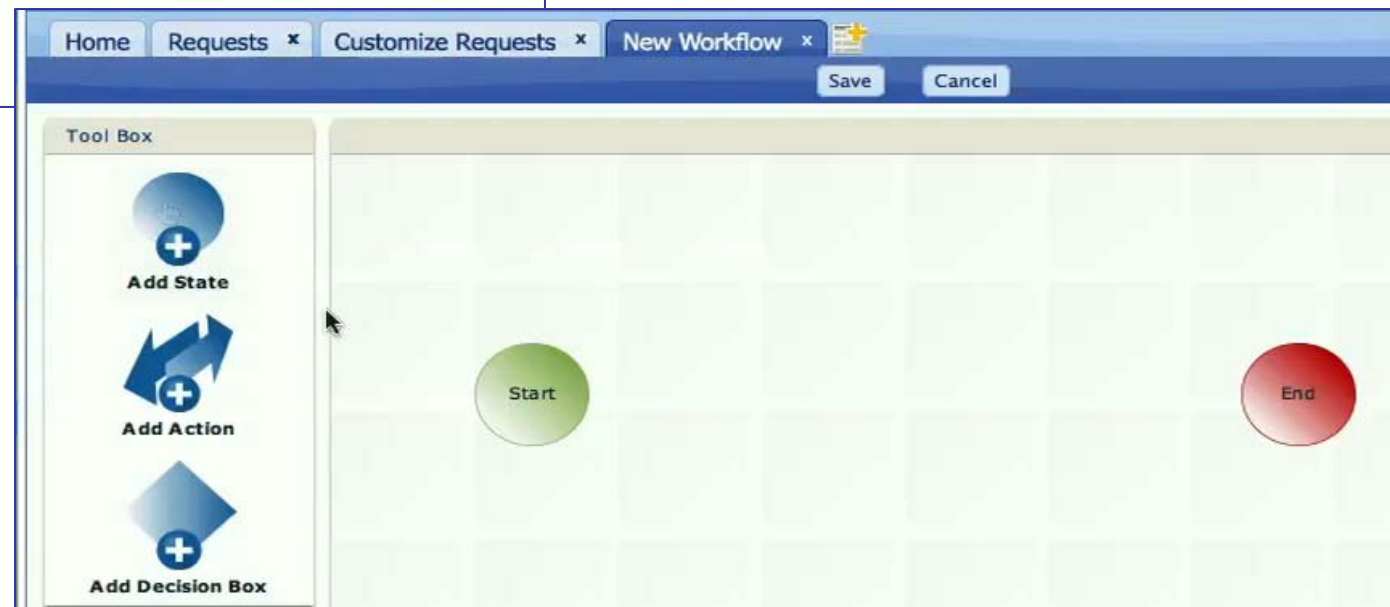 Home Requests x Customize Requests x New Workflow x
Save Cancel
Tool Box
Add State
Add Action
Add Decision Box
Start
End